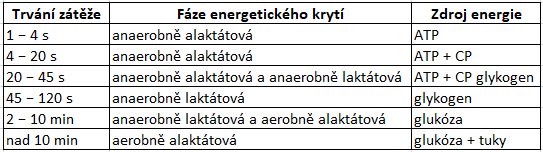 Trvání zátěže Fáze energetického krytí Zdroj energie
1 – 4 s anaerobně alaktátová ATP
4 – 20 s anaerobně alaktátová ATP + CP
20 – 45 s anaerobně alaktátová a anaerobně laktátová ATP + CP glykogen
45 – 120 s anaerobně laktátová glykogen
2 – 10 min anaerobně laktátová a aerobně alaktátová glukóza
nad 10 min aerobně alaktátová glukóza + tuky